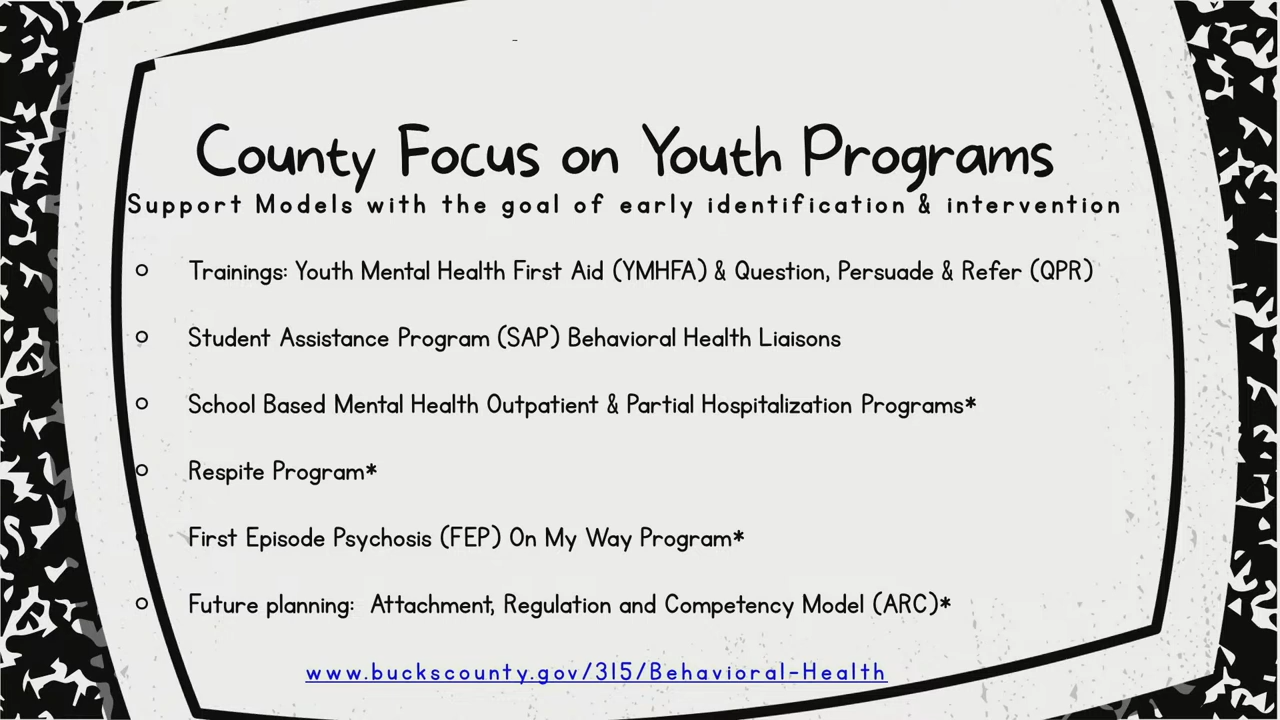 County Focus on Youth Programs
Support Models with the goal of early identification & intervention
Trainings: Youth Mental Health First Aid (YMHFA) & Question, Persuade & Refer (QPR)
Student Assistance Program (SAP) Behavioral Health Liaisons
School Based Mental Health Outpatient & Partial Hospitalization Programs*
Respite Program*
First Episode Psychosis (FEP) On My Way Program*
Future planning: Attachment, Regulation and Competency Model (ARC)*
www.buckscounty.gov/315/Behavioral-Health